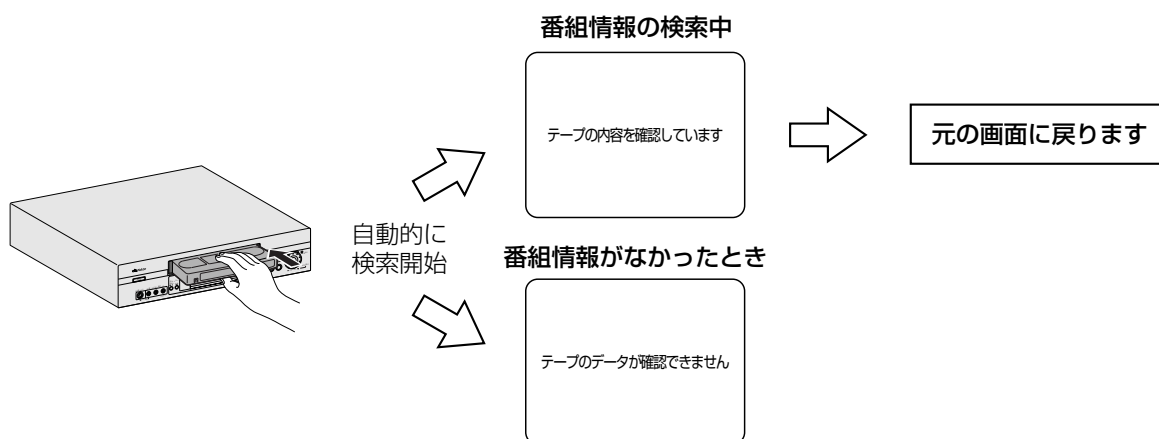 番組情報の検索中
テープの内容を確認しています
元の画面に戻ります
自動的に
検索開始
番組情報がなかったとき
テープのデータが確認できません